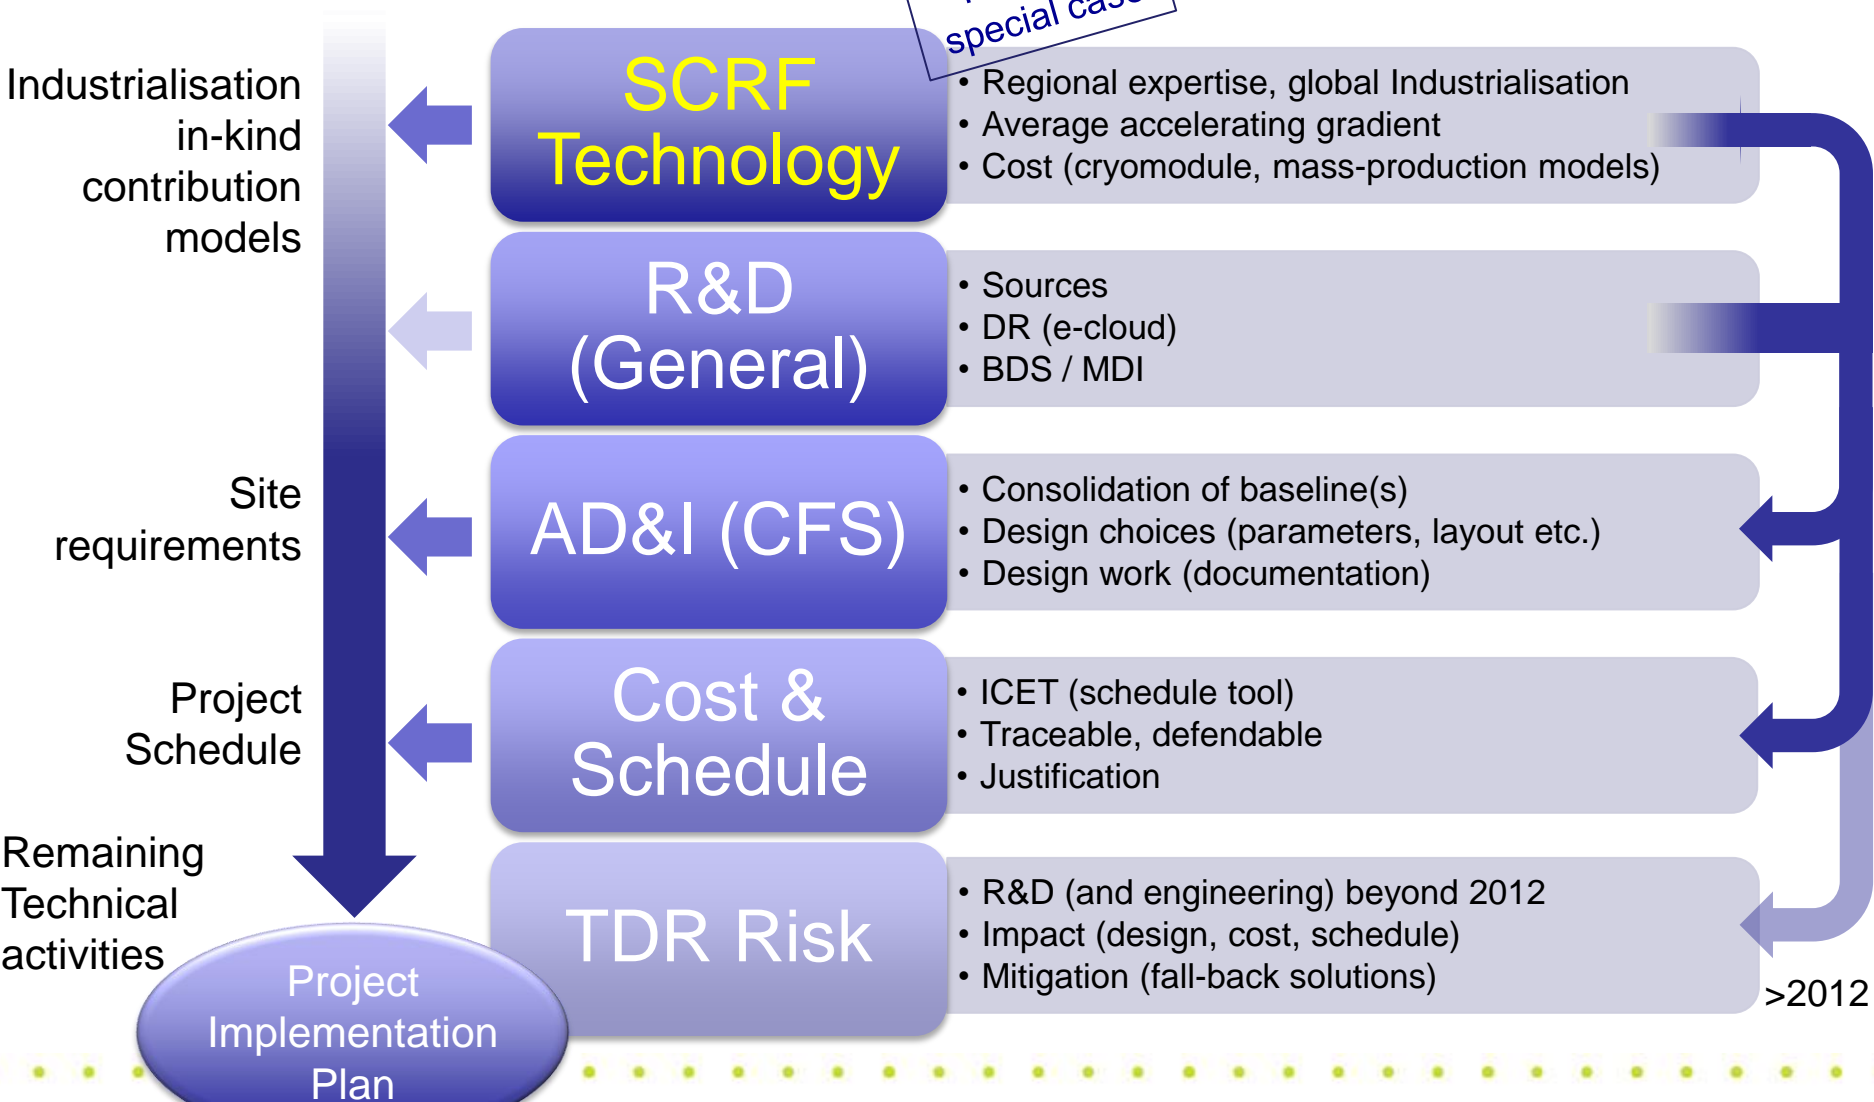 special case
Industrialisation
in-kind
contribution
models
SCRF
Technology
• Regional expertise, global Industrialisation
• Average accelerating gradient
• Cost (cryomodule, mass-production models)
R&D
(General)
• Sources
• DR (e-cloud)
• BDS / MDI
Site
requirements
AD&I (CFS)
• Consolidation of baseline(s)
• Design choices (parameters, layout etc.)
• Design work (documentation)
Project
Schedule
Cost &
Schedule
• ICET (schedule tool)
• Traceable, defendable
• Justification
Remaining
Technical
activities
TDR Risk
• R&D (and engineering) beyond 2012
• Impact (design, cost, schedule)
• Mitigation (fall-back solutions)
>2012
Project
Implementation
Plan